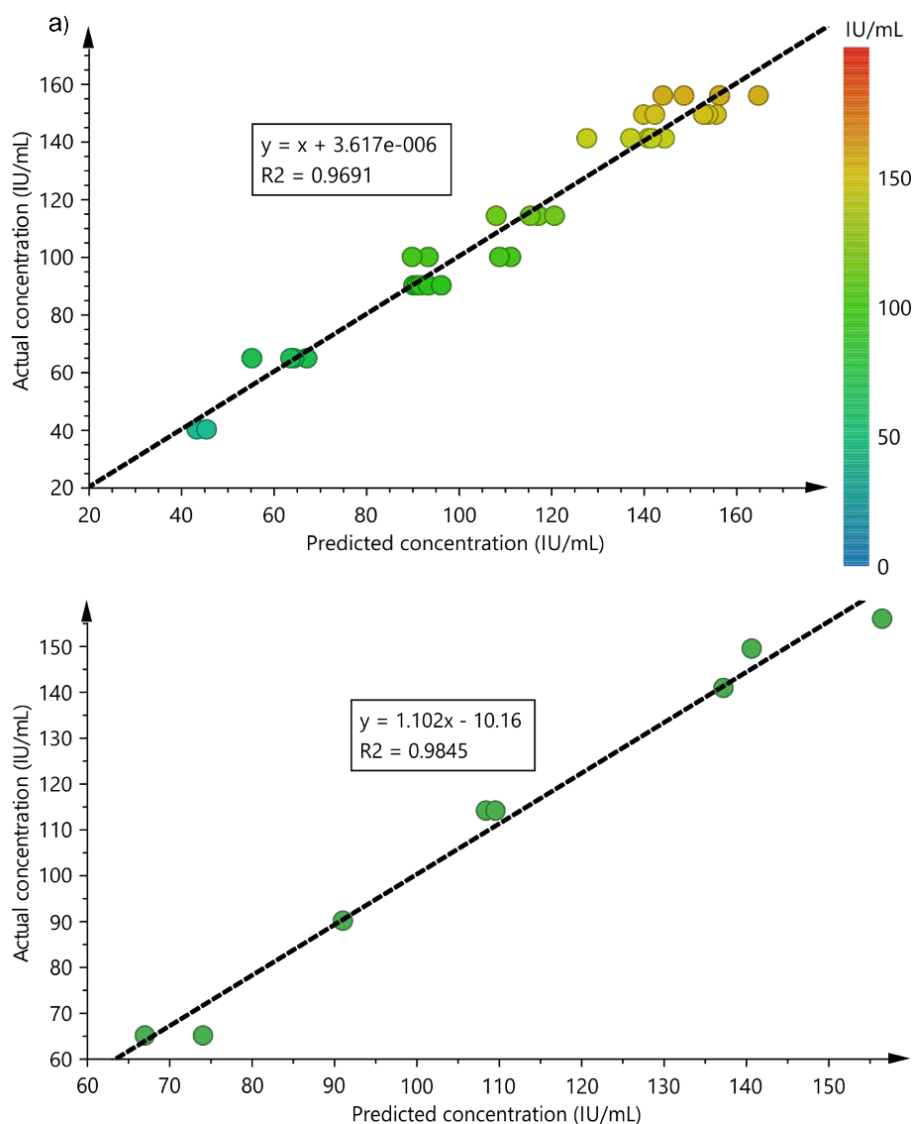 a)
IU/mL
160
140
120
100
80
60
40
20
Actual concentration (IU/mL)
y = x + 3.617e-006
R2 = 0.9691
150
100
50
0
20 40 60 80 100 120 140 160
Predicted concentration (IU/mL)
150
140
130
120
110
100
90
80
70
60
Actual concentration (IU/mL)
y = 1.102x - 10.16
R2 = 0.9845
60 70 80 90 100 110 120 130 140 150
Predicted concentration (IU/mL)